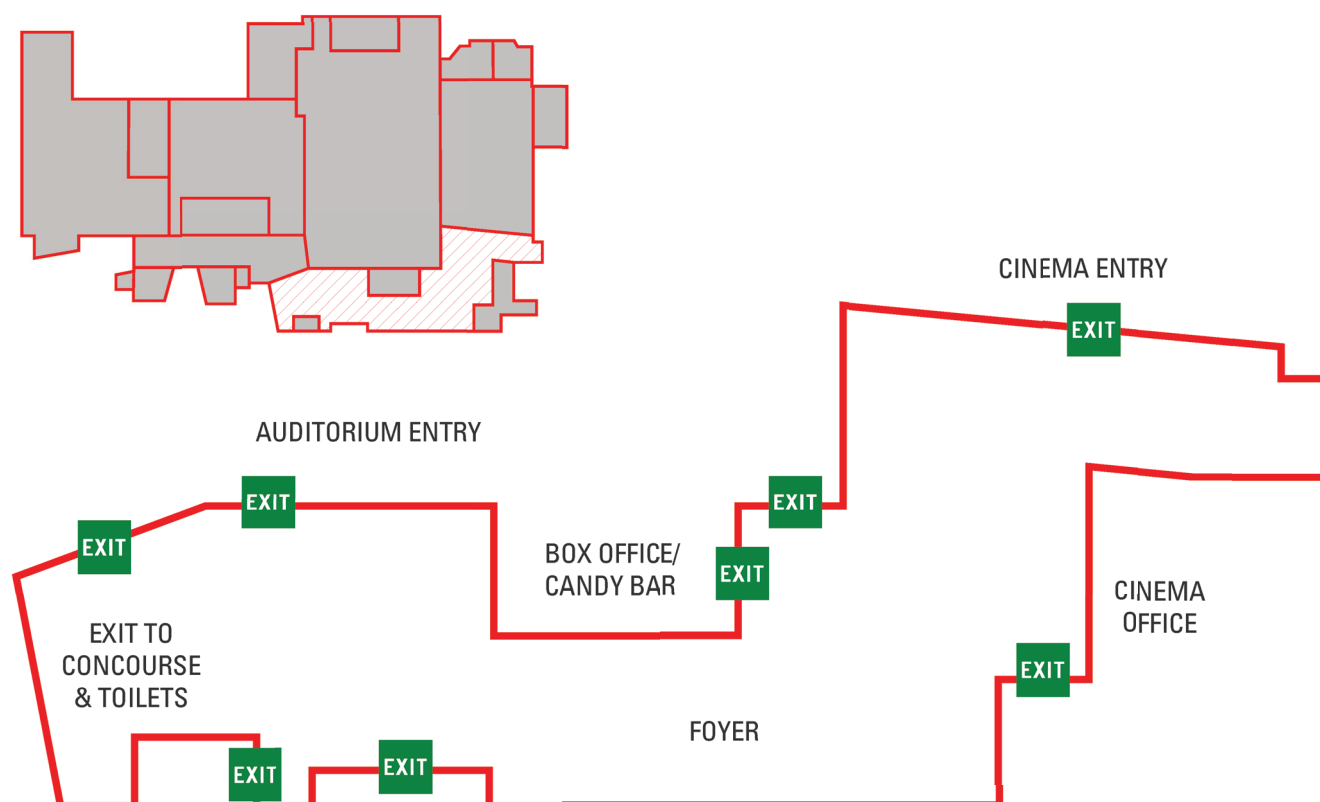 CINEMA ENTRY
EXIT
AUDITORIUM ENTRY
EXIT
EXIT
EXIT
BOX OFFICE/
CANDY BAR
EXIT
CINEMA
OFFICE
EXIT TO
CONCOURSE
& TOILETS
EXIT
FOYER
EXIT
EXIT